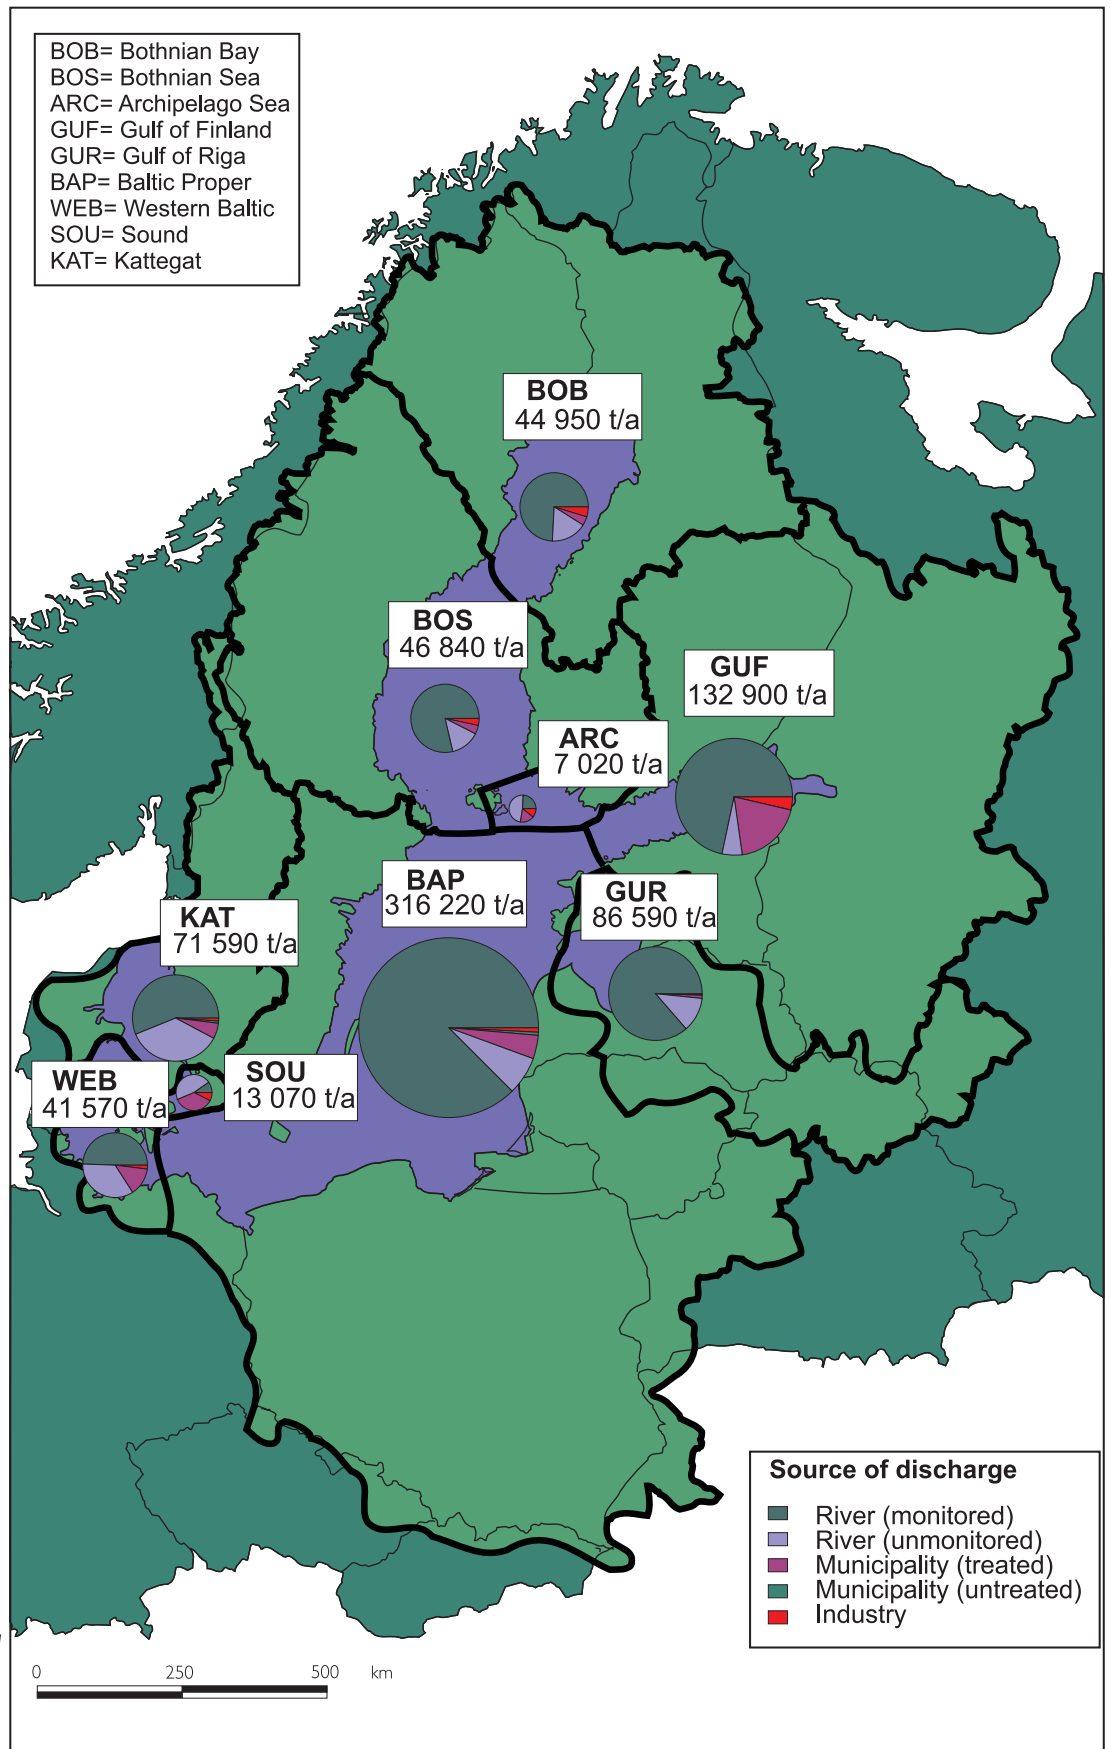 BOB= Bothnian Bay
BOS= Bothnian Sea
ARC= Archipelago Sea
GUF= Gulf of Finland
GUR= Gulf of Riga
BAP= Baltic Proper
WEB= Western Baltic
SOU= Sound
KAT= Kattegat
BOB
44 950 t/a
BOS
46 840 t/a
GUF
132 900 t/a
ARC
7 020 t/a
BAP
316 220 t/a
GUR
86 590 t/a
KAT
71 590 t/a
WEB
41 570 t/a
SOU
13 070 t/a
Source of discharge
River (monitored)
River (unmonitored)
Municipality (treated)
Municipality (untreated)
Industry
0 250 500 km